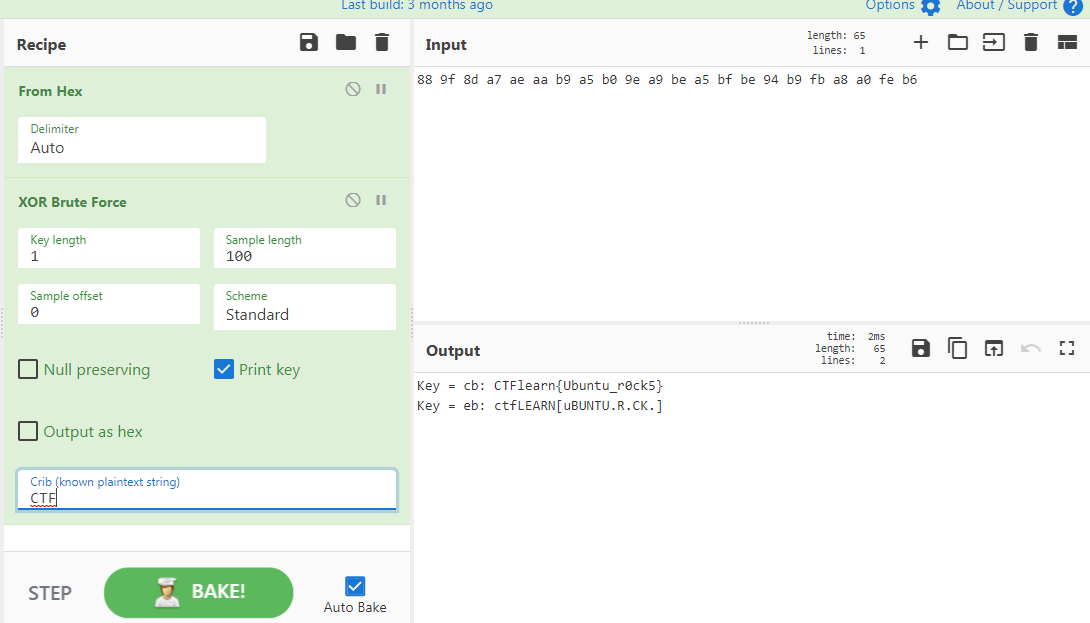 Last build: 3 months ago
Options
About / Support
Recipe
From Hex
Delimiter
Auto
XOR Brute Force
Key length
1
Sample length
100
Sample offset
0
Scheme
Standard
Null preserving
Print key
Output as hex
Crib (known plaintext string)
CTF
STEP
BAKE!
Auto Bake
Input
length: 65
lines: 1
88 9f 8d a7 ae aa b9 a5 b0 9e a9 be a5 bf be 94 b9 fb a8 a0 fe b6
Output
time: 2ms
length: 65
lines: 2
Key = cb: CTFlearn{Ubuntu_r0ck5}
Key = eb: ctfLEARN[uBUNTU.R.CK.]